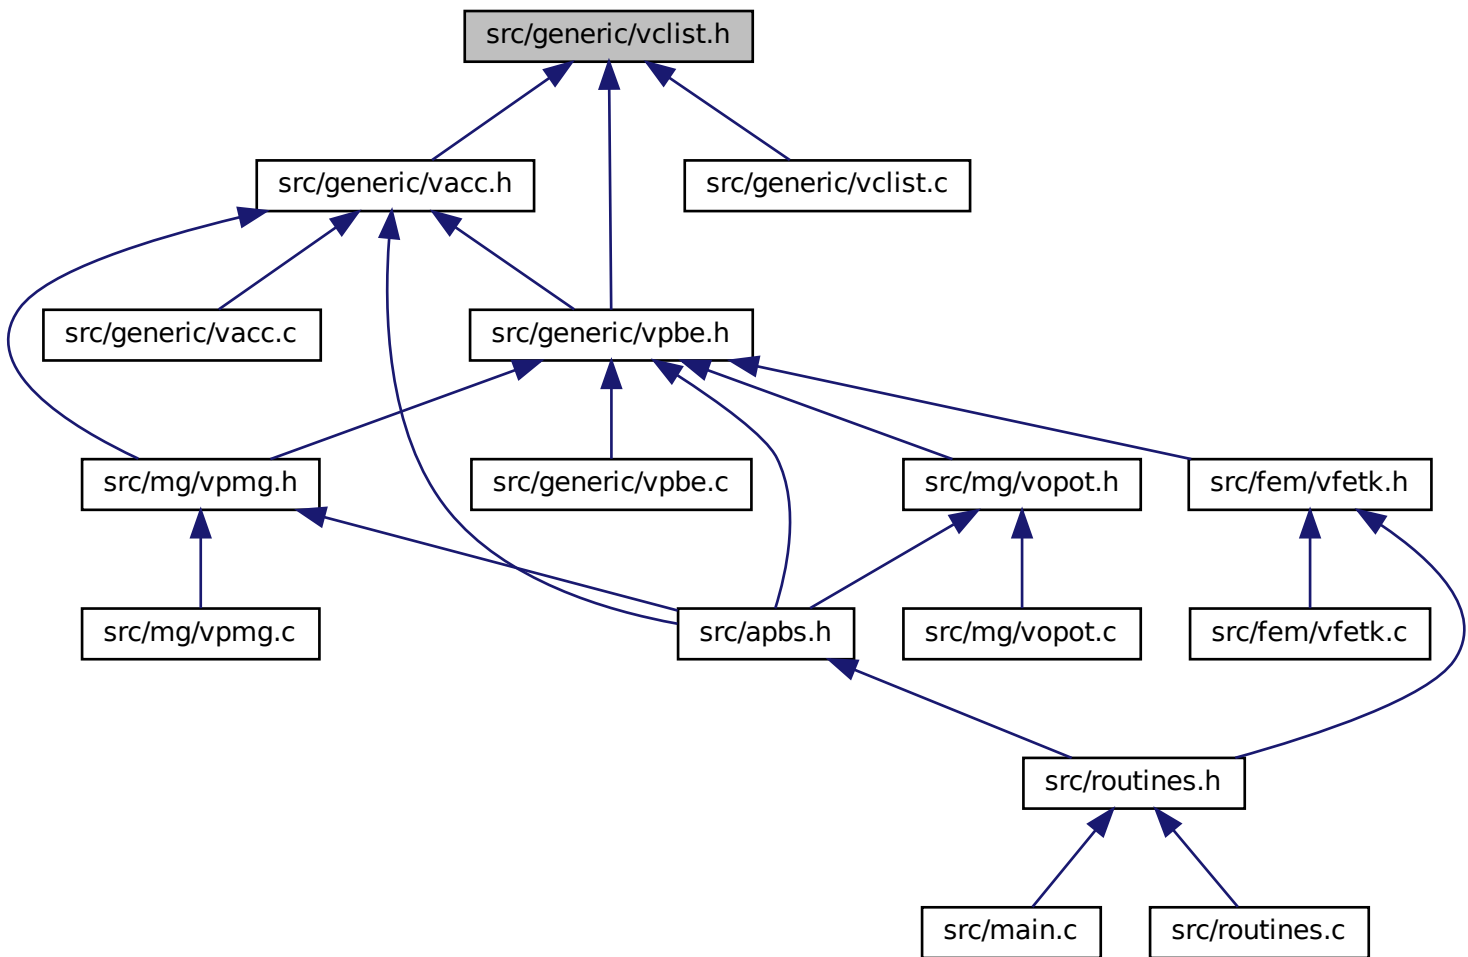 src/generic/vclist.h
src/generic/vacc.h
src/generic/vclist.c
src/generic/vacc.c
src/generic/vpbe.h
src/mg/vpmg.h
src/generic/vpbe.c
src/mg/vopot.h
src/fem/vfetk.h
src/mg/vpmg.c
src/apbs.h
src/mg/vopot.c
src/fem/vfetk.c
src/routines.h
src/main.c
src/routines.c